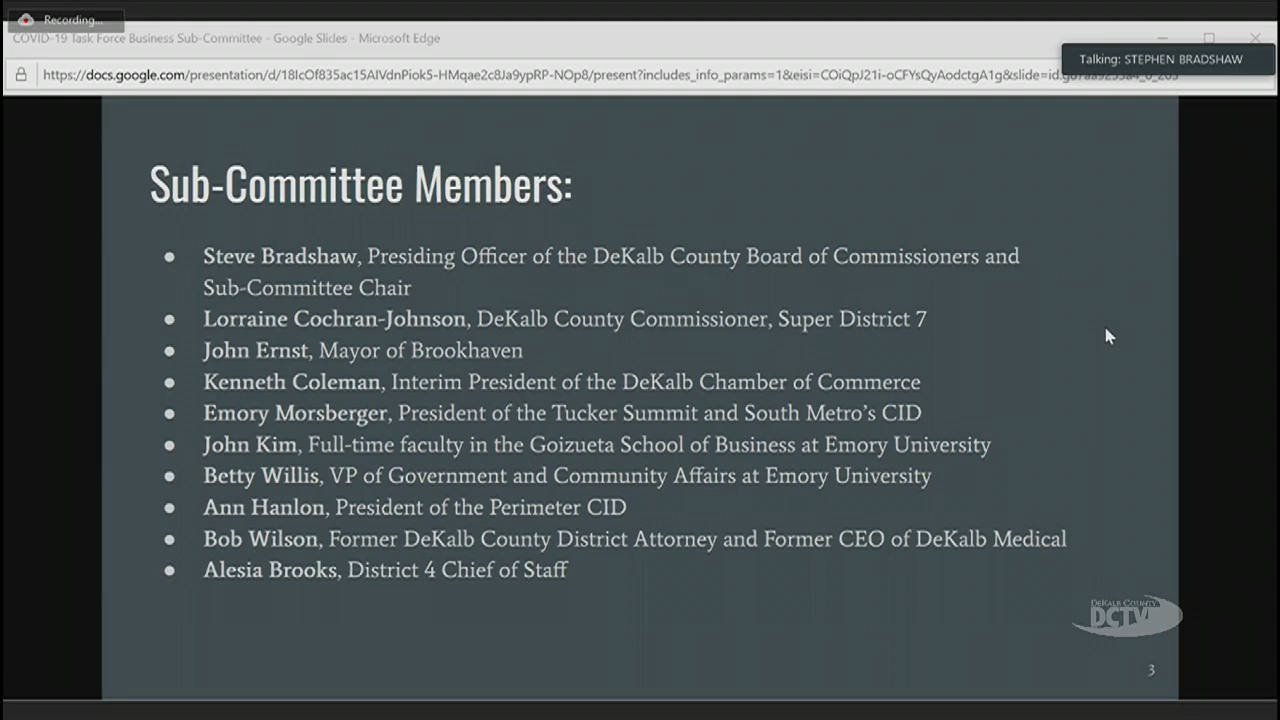 Recording...
COVID-19 Task Force Business Sub-Committee - Google Slides - Microsoft Edge
Talking: STEPHEN BRADSHAW
Sub-Committee Members:
● Steve Bradshaw, Presiding Officer of the DeKalb County Board of Commissioners and
Sub-Committee Chair
● Lorraine Cochran-Johnson, DeKalb County Commissioner, Super District 7
● John Ernst, Mayor of Brookhaven
● Kenneth Coleman, Interim President of the DeKalb Chamber of Commerce
● Emory Morsberger, President of the Tucker Summit and South Metro's CID
● John Kim, Full-time faculty in the Goizueta School of Business at Emory University
● Betty Willis, VP of Government and Community Affairs at Emory University
● Ann Hanlon, President of the Perimeter CID
● Bob Wilson, Former DeKalb County District Attorney and Former CEO of DeKalb Medical
● Alesia Brooks, District 4 Chief of Staff
DEKALB COUNTY
DCTV
3